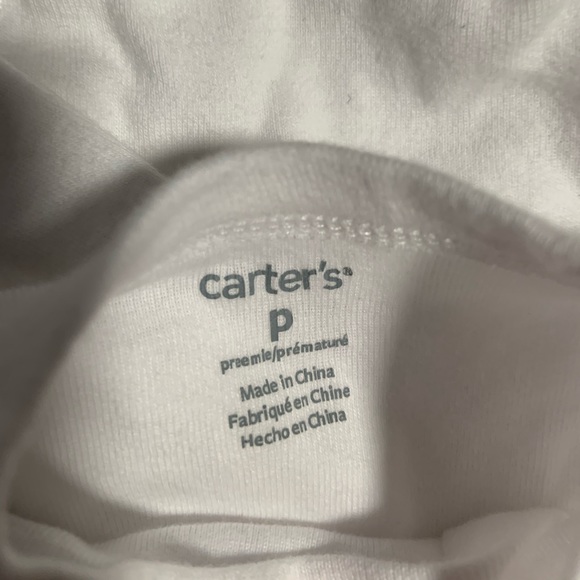 carter's
P
preemie/prématuré
Made in China
Fabriqué en Chine
Hecho en China